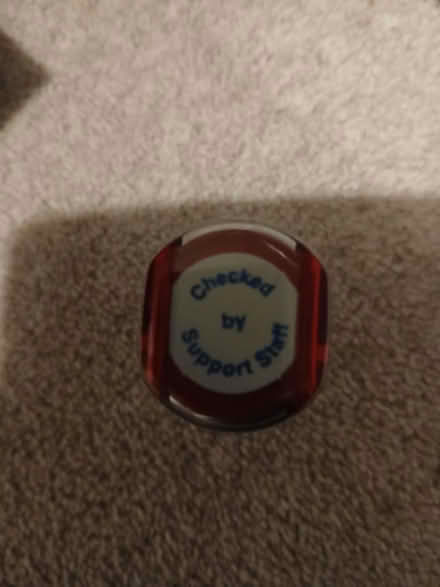 Checked
by
Support Staff